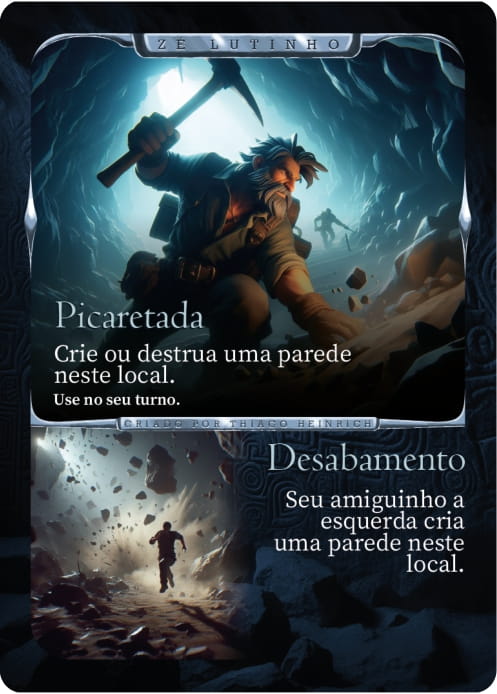 ZÉ LUTINHO
Picaretada
Crie ou destrua uma parede
neste local.
Use no seu turno.
CRIADO POR THIAGO HEINRICH
Desabamento
Seu amiguinho a
esquerda cria
uma parede neste
local.